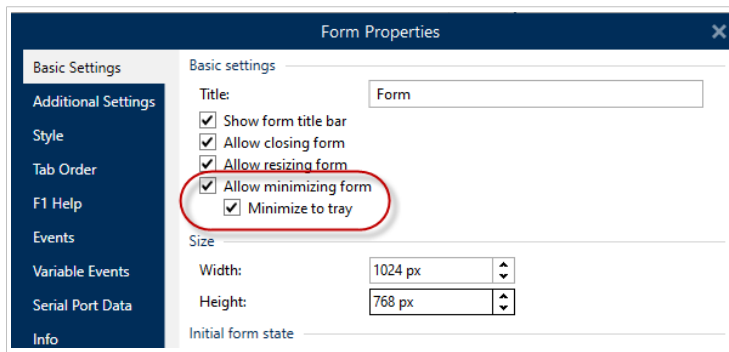 Form Properties
Basic Settings
Additional Settings
Style
Tab Order
F1 Help
Events
Variable Events
Serial Port Data
Info
Basic settings
Title: Form
Show form title bar
Allow closing form
Allow resizing form
Allow minimizing form
Minimize to tray
Size
Width: 1024 px
Height: 768 px
Initial form state